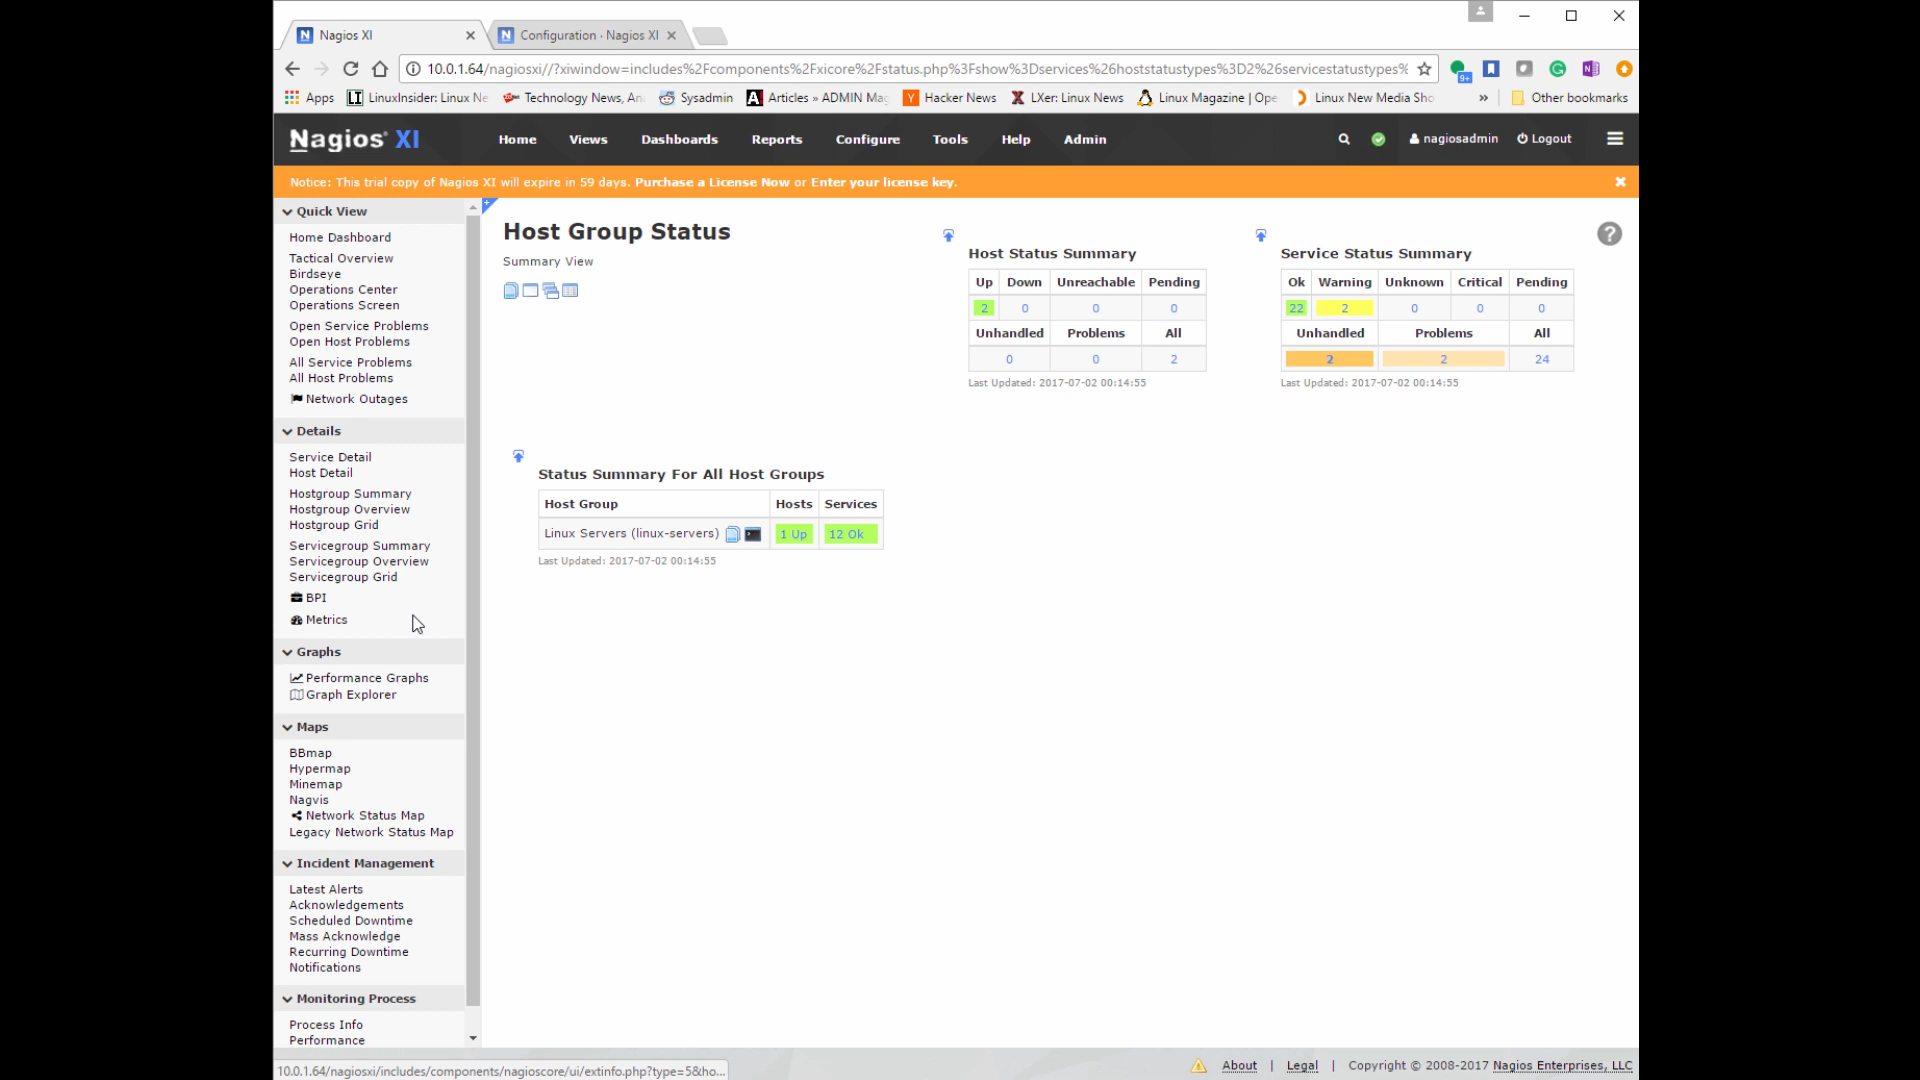 Nagios XI
Configuration · Nagios XI
10.0.1.64/nagiosxi//?xiwindow=includes%2Fcomponents%2Fxicore%2Fstatus.php%3Fshow%3Dservices%26hoststatustypes%3D2%26servicestatustypes%
9+
Apps LinuxInsider: Linux Ne Technology News, An Sysadmin Articles » ADMIN Mag Hacker News LXer: Linux News Linux Magazine | Ope Linux New Media Sho » Other bookmarks
Nagios® XI Home Views Dashboards Reports Configure Tools Help Admin nagiosadmin Logout
Notice: This trial copy of Nagios XI will expire in 59 days. Purchase a License Now or Enter your license key.
Quick View
Home Dashboard
Tactical Overview
Birdseye
Operations Center
Operations Screen
Open Service Problems
Open Host Problems
All Service Problems
All Host Problems
Network Outages
Details
Service Detail
Host Detail
Hostgroup Summary
Hostgroup Overview
Hostgroup Grid
Servicegroup Summary
Servicegroup Overview
Servicegroup Grid
BPI
Metrics
Graphs
Performance Graphs
Graph Explorer
Maps
BBmap
Hypermap
Minemap
Nagvis
Network Status Map
Legacy Network Status Map
Incident Management
Latest Alerts
Acknowledgements
Scheduled Downtime
Mass Acknowledge
Recurring Downtime
Notifications
Monitoring Process
Process Info
Performance
Host Group Status
Summary View
Host Status Summary
Up Down Unreachable Pending
2 0 0 0
Unhandled Problems All
0 0 2
Last Updated: 2017-07-02 00:14:55
Service Status Summary
Ok Warning Unknown Critical Pending
22 2 0 0 0
Unhandled Problems All
2 2 24
Last Updated: 2017-07-02 00:14:55
Status Summary For All Host Groups
Host Group Hosts Services
Linux Servers (linux-servers) 1 Up 12 Ok
Last Updated: 2017-07-02 00:14:55
10.0.1.64/nagiosxi/includes/components/nagioscore/ui/extinfo.php?type=5&ho...
About | Legal | Copyright © 2008-2017 Nagios Enterprises, LLC